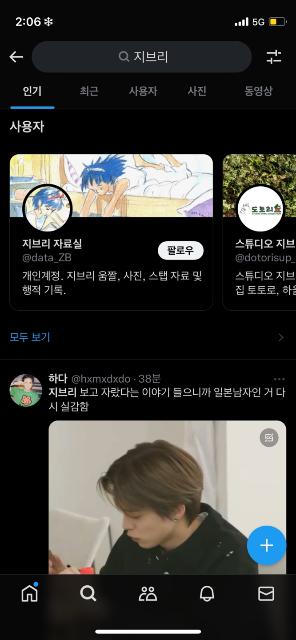 2:06
5G
지브리
인기 최근 사용자 사진 동영상
사용자
지브리 자료실
@data_ZB
팔로우
개인계정. 지브리 움짤, 사진, 스탭 자료 및
행적 기록.
도토리
스튜디오 지브
@dotorisup_
스튜디오 지브
집 토토로, 하울
모두 보기
하다 @hxmxdxdo · 38분
지브리 보고 자랐다는 이야기 들으니까 일본남자인 거 다
시 실감함